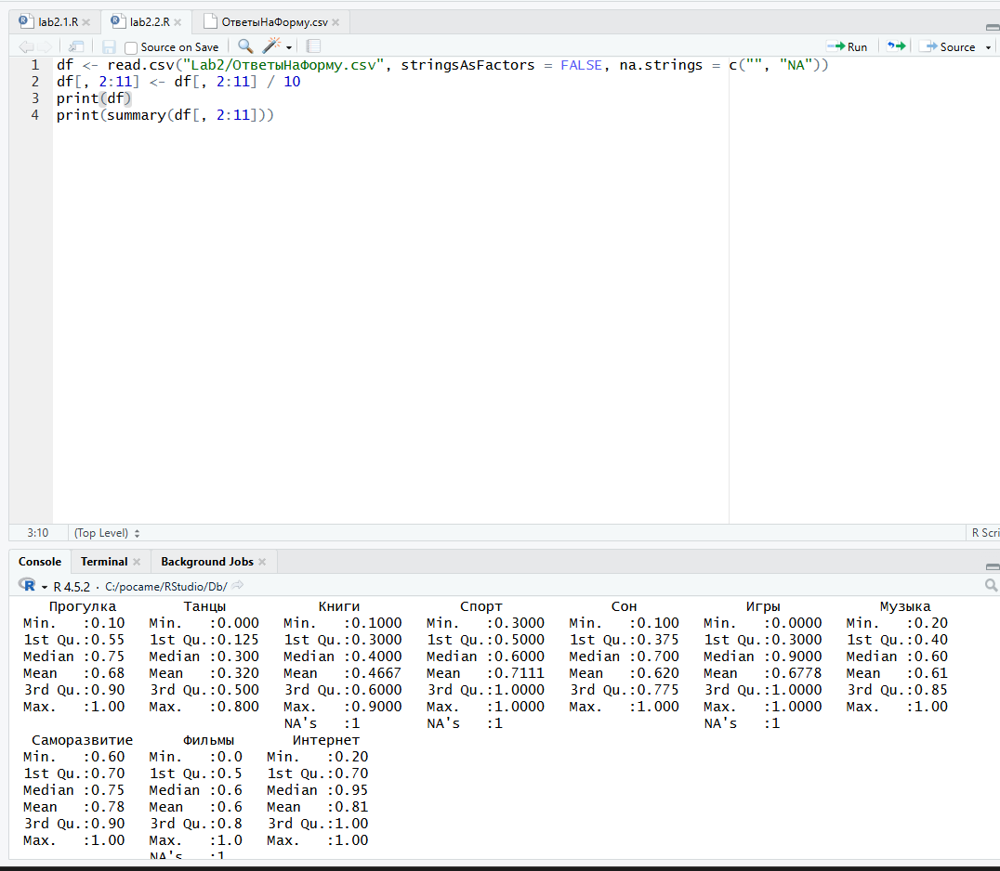 lab2.1.R lab2.2.R ОтветыНаФорму.csv
Source on Save Run Source
1 df <- read.csv("Lab2/ОтветыНаФорму.csv", stringsAsFactors = FALSE, na.strings = c("", "NA"))
2 df[, 2:11] <- df[, 2:11] / 10
3 print(df)
4 print(summary(df[, 2:11]))
3:10 (Top Level) R Scri
Console Terminal Background Jobs
R R 4.5.2 · C:/pocame/RStudio/Db/
Прогулка Танцы Книги Спорт Сон Игры Музыка
Min. :0.10 Min. :0.000 Min. :0.1000 Min. :0.3000 Min. :0.100 Min. :0.0000 Min. :0.20
1st Qu.:0.55 1st Qu.:0.125 1st Qu.:0.3000 1st Qu.:0.5000 1st Qu.:0.375 1st Qu.:0.3000 1st Qu.:0.40
Median :0.75 Median :0.300 Median :0.4000 Median :0.6000 Median :0.700 Median :0.9000 Median :0.60
Mean :0.68 Mean :0.320 Mean :0.4667 Mean :0.7111 Mean :0.620 Mean :0.6778 Mean :0.61
3rd Qu.:0.90 3rd Qu.:0.500 3rd Qu.:0.6000 3rd Qu.:1.0000 3rd Qu.:0.775 3rd Qu.:1.0000 3rd Qu.:0.85
Max. :1.00 Max. :0.800 Max. :0.9000 Max. :1.0000 Max. :1.000 Max. :1.0000 Max. :1.00
NA's :1 NA's :1 NA's :1
Саморазвитие Фильмы Интернет
Min. :0.60 Min. :0.0 Min. :0.20
1st Qu.:0.70 1st Qu.:0.5 1st Qu.:0.70
Median :0.75 Median :0.6 Median :0.95
Mean :0.78 Mean :0.6 Mean :0.81
3rd Qu.:0.90 3rd Qu.:0.8 3rd Qu.:1.00
Max. :1.00 Max. :1.0 Max. :1.00
NA's :1